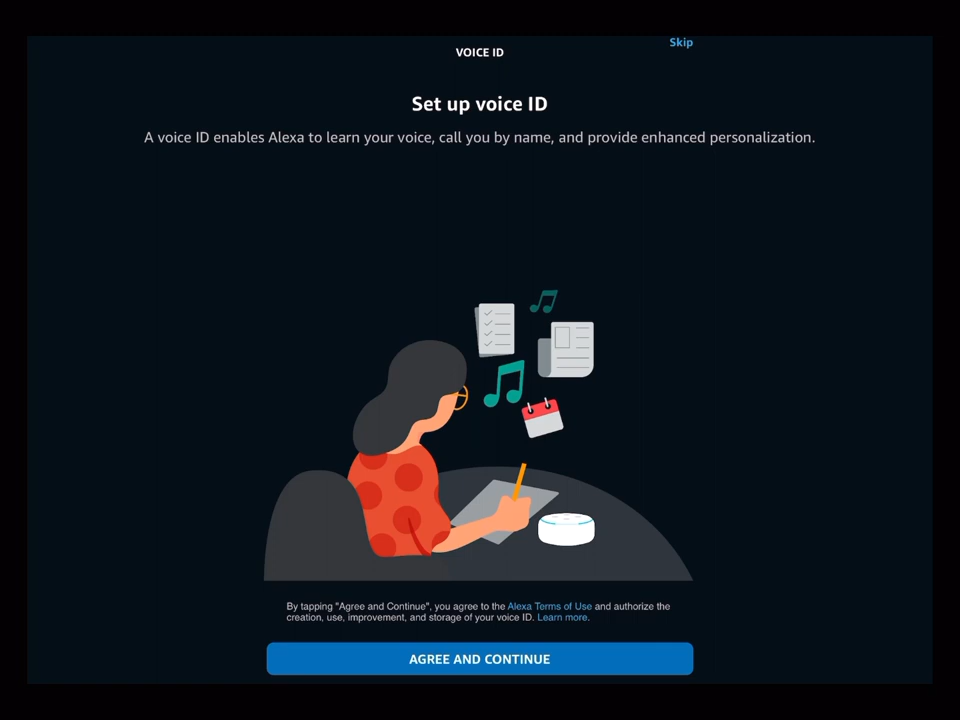 VOICE ID
Skip
Set up voice ID
A voice ID enables Alexa to learn your voice, call you by name, and provide enhanced personalization.
By tapping "Agree and Continue", you agree to the Alexa Terms of Use and authorize the
creation, use, improvement, and storage of your voice ID. Learn more.
AGREE AND CONTINUE